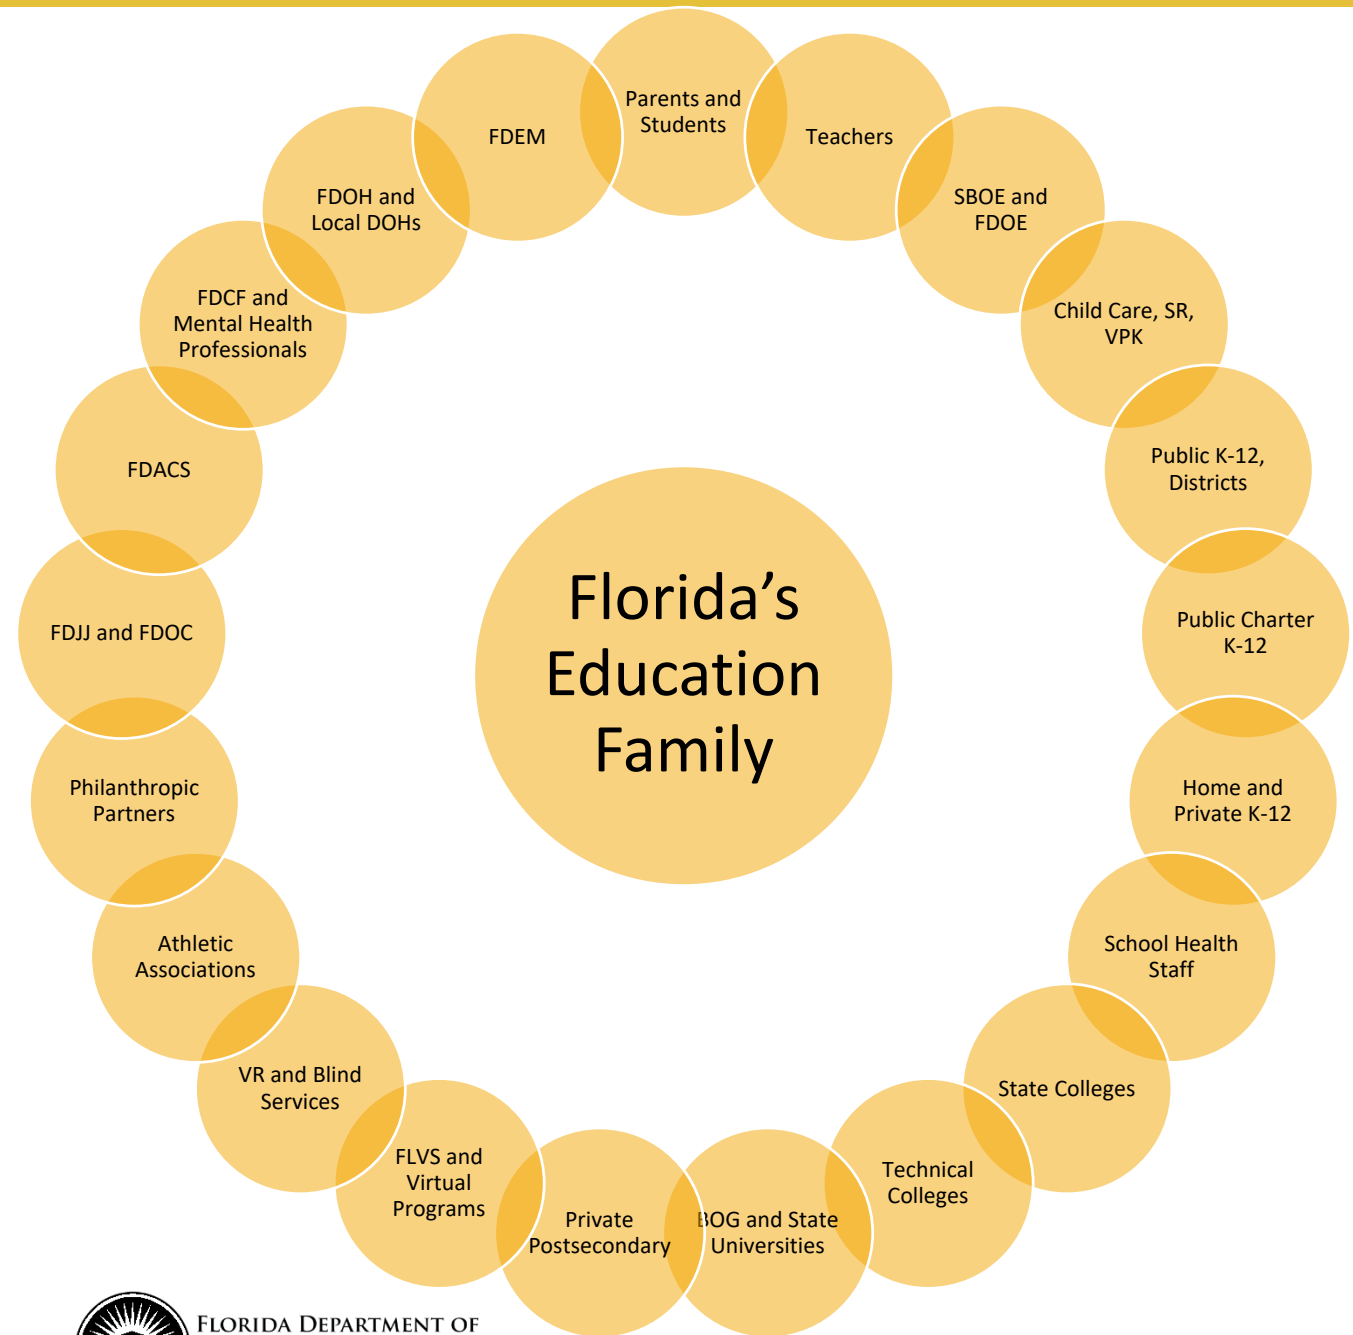 Parents and
Students
Teachers
SBOE and
FDOE
Child Care, SR,
VPK
Public K-12,
Districts
Public Charter
K-12
Home and
Private K-12
School Health
Staff
State Colleges
Technical
Colleges
BOG and State
Universities
Private
Postsecondary
FLVS and
Virtual
Programs
VR and Blind
Services
Athletic
Associations
Philanthropic
Partners
FDJJ and FDOC
FDACS
FDCF and
Mental Health
Professionals
FDOH and
Local DOHs
FDEM
Florida’s
Education
Family
FLORIDA DEPARTMENT OF